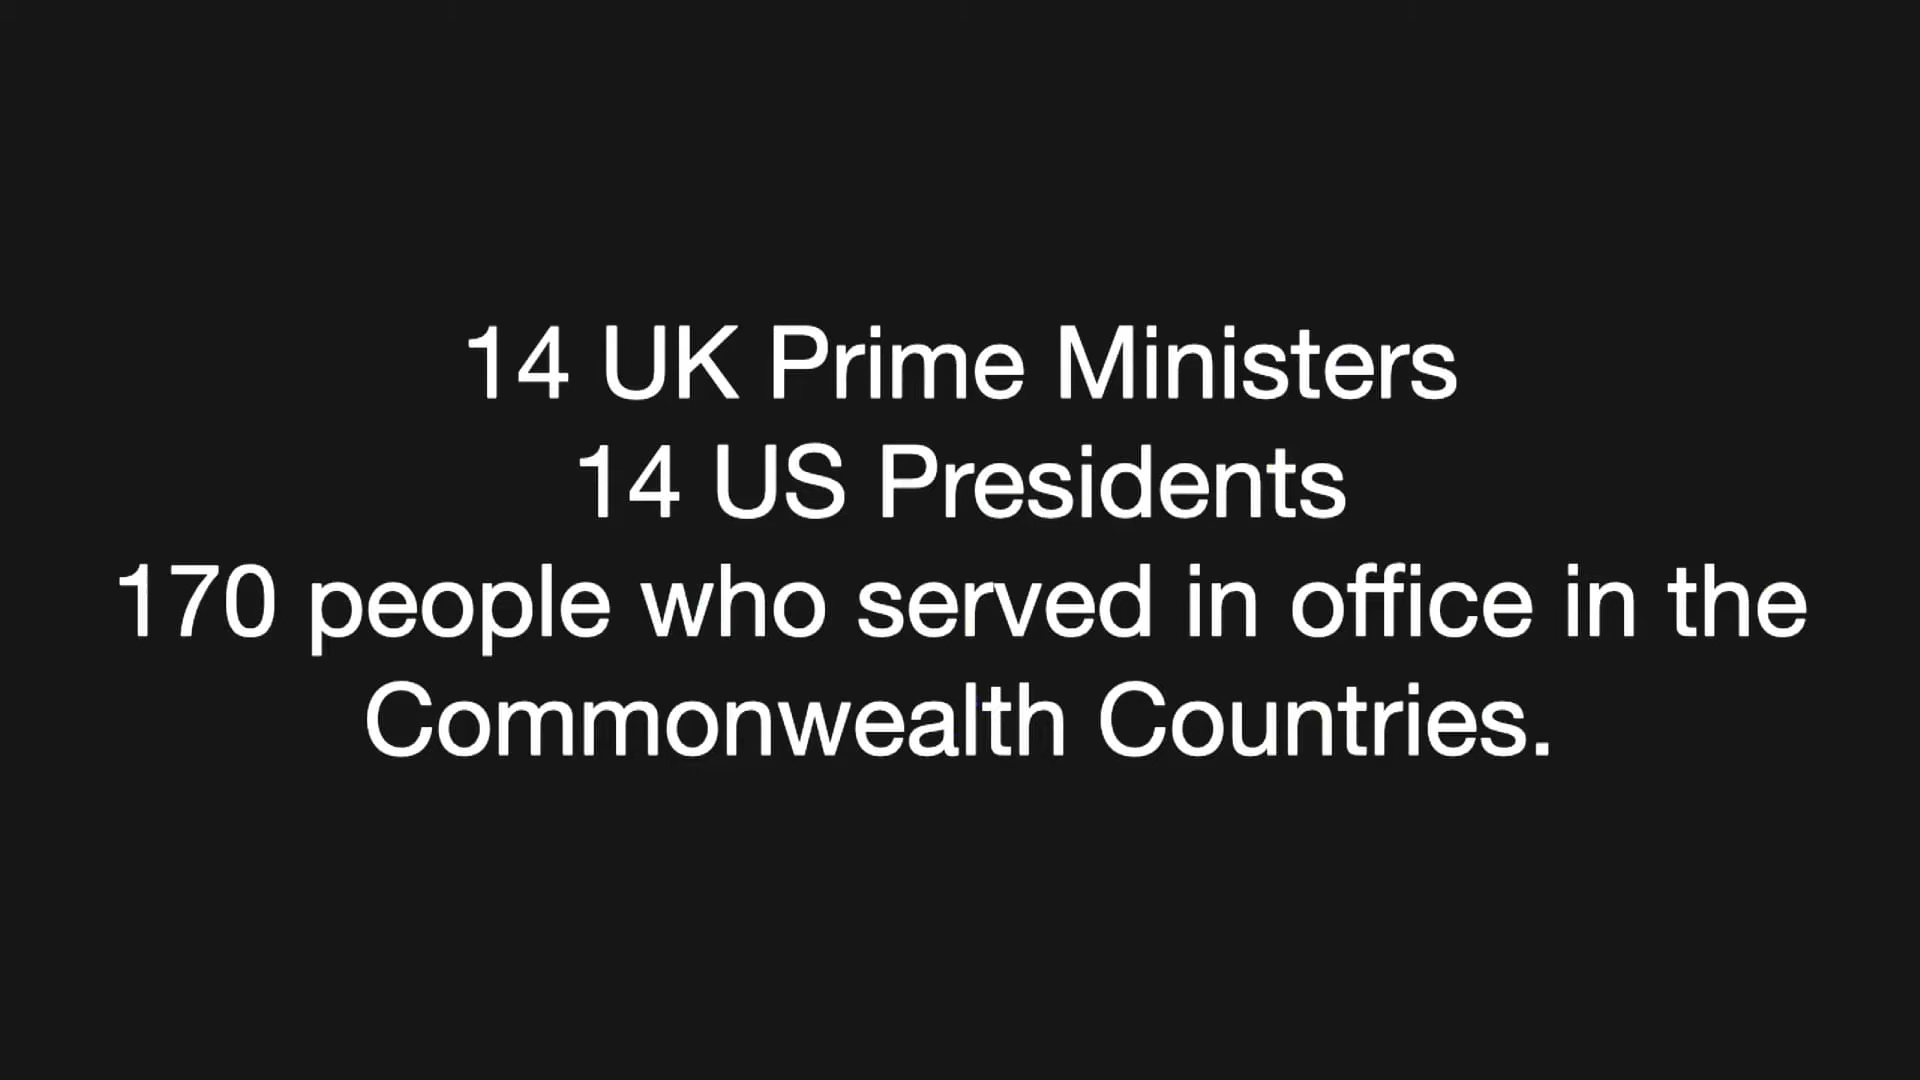 14 UK Prime Ministers
14 US Presidents
170 people who served in office in the
Commonwealth Countries.